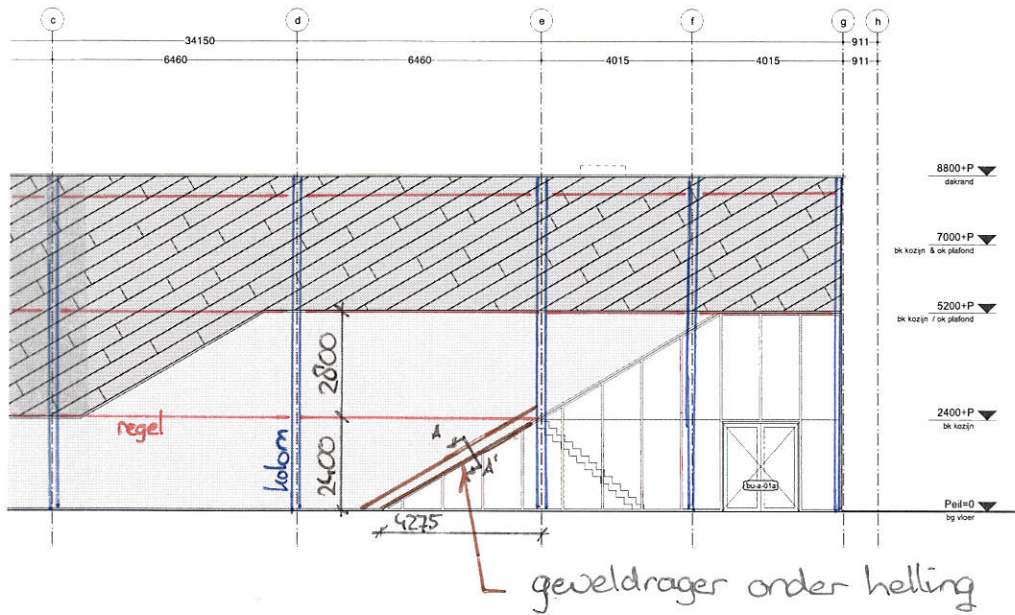 c d e f g h
34150 911
6460 6460 4015 4015 911
8800+P
dakrand
7000+P
bk kozijn & ok plafond
5200+P
bk kozijn / ok plafond
2800
2400+P
bk kozijn
regel
kolom
2400
A
A'
bu-a-01a
Peil=0
bg vloer
4275
geveldrager onder helling